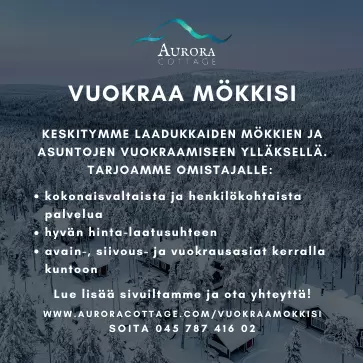 AURORA
COTTAGE
VUOKRAA MÖKKISI
KESKITYMME LAADUKKAIDEN MÖKKIEN JA
ASUNTOJEN VUOKRAAMISEEN YLLÄKSELLÄ.
TARJOAMME OMISTAJALLE:
• kokonaisvaltaista ja henkilökohtaista
palvelua
• hyvän hinta-laatusuhteen
• avain-, siivous- ja vuokrausasiat kerralla
kuntoon
Lue lisää sivuiltamme ja ota yhteyttä!
WWW.AURORACOTTAGE.COM/VUOKRAAMOKKISI
SOITA 045 787 416 02